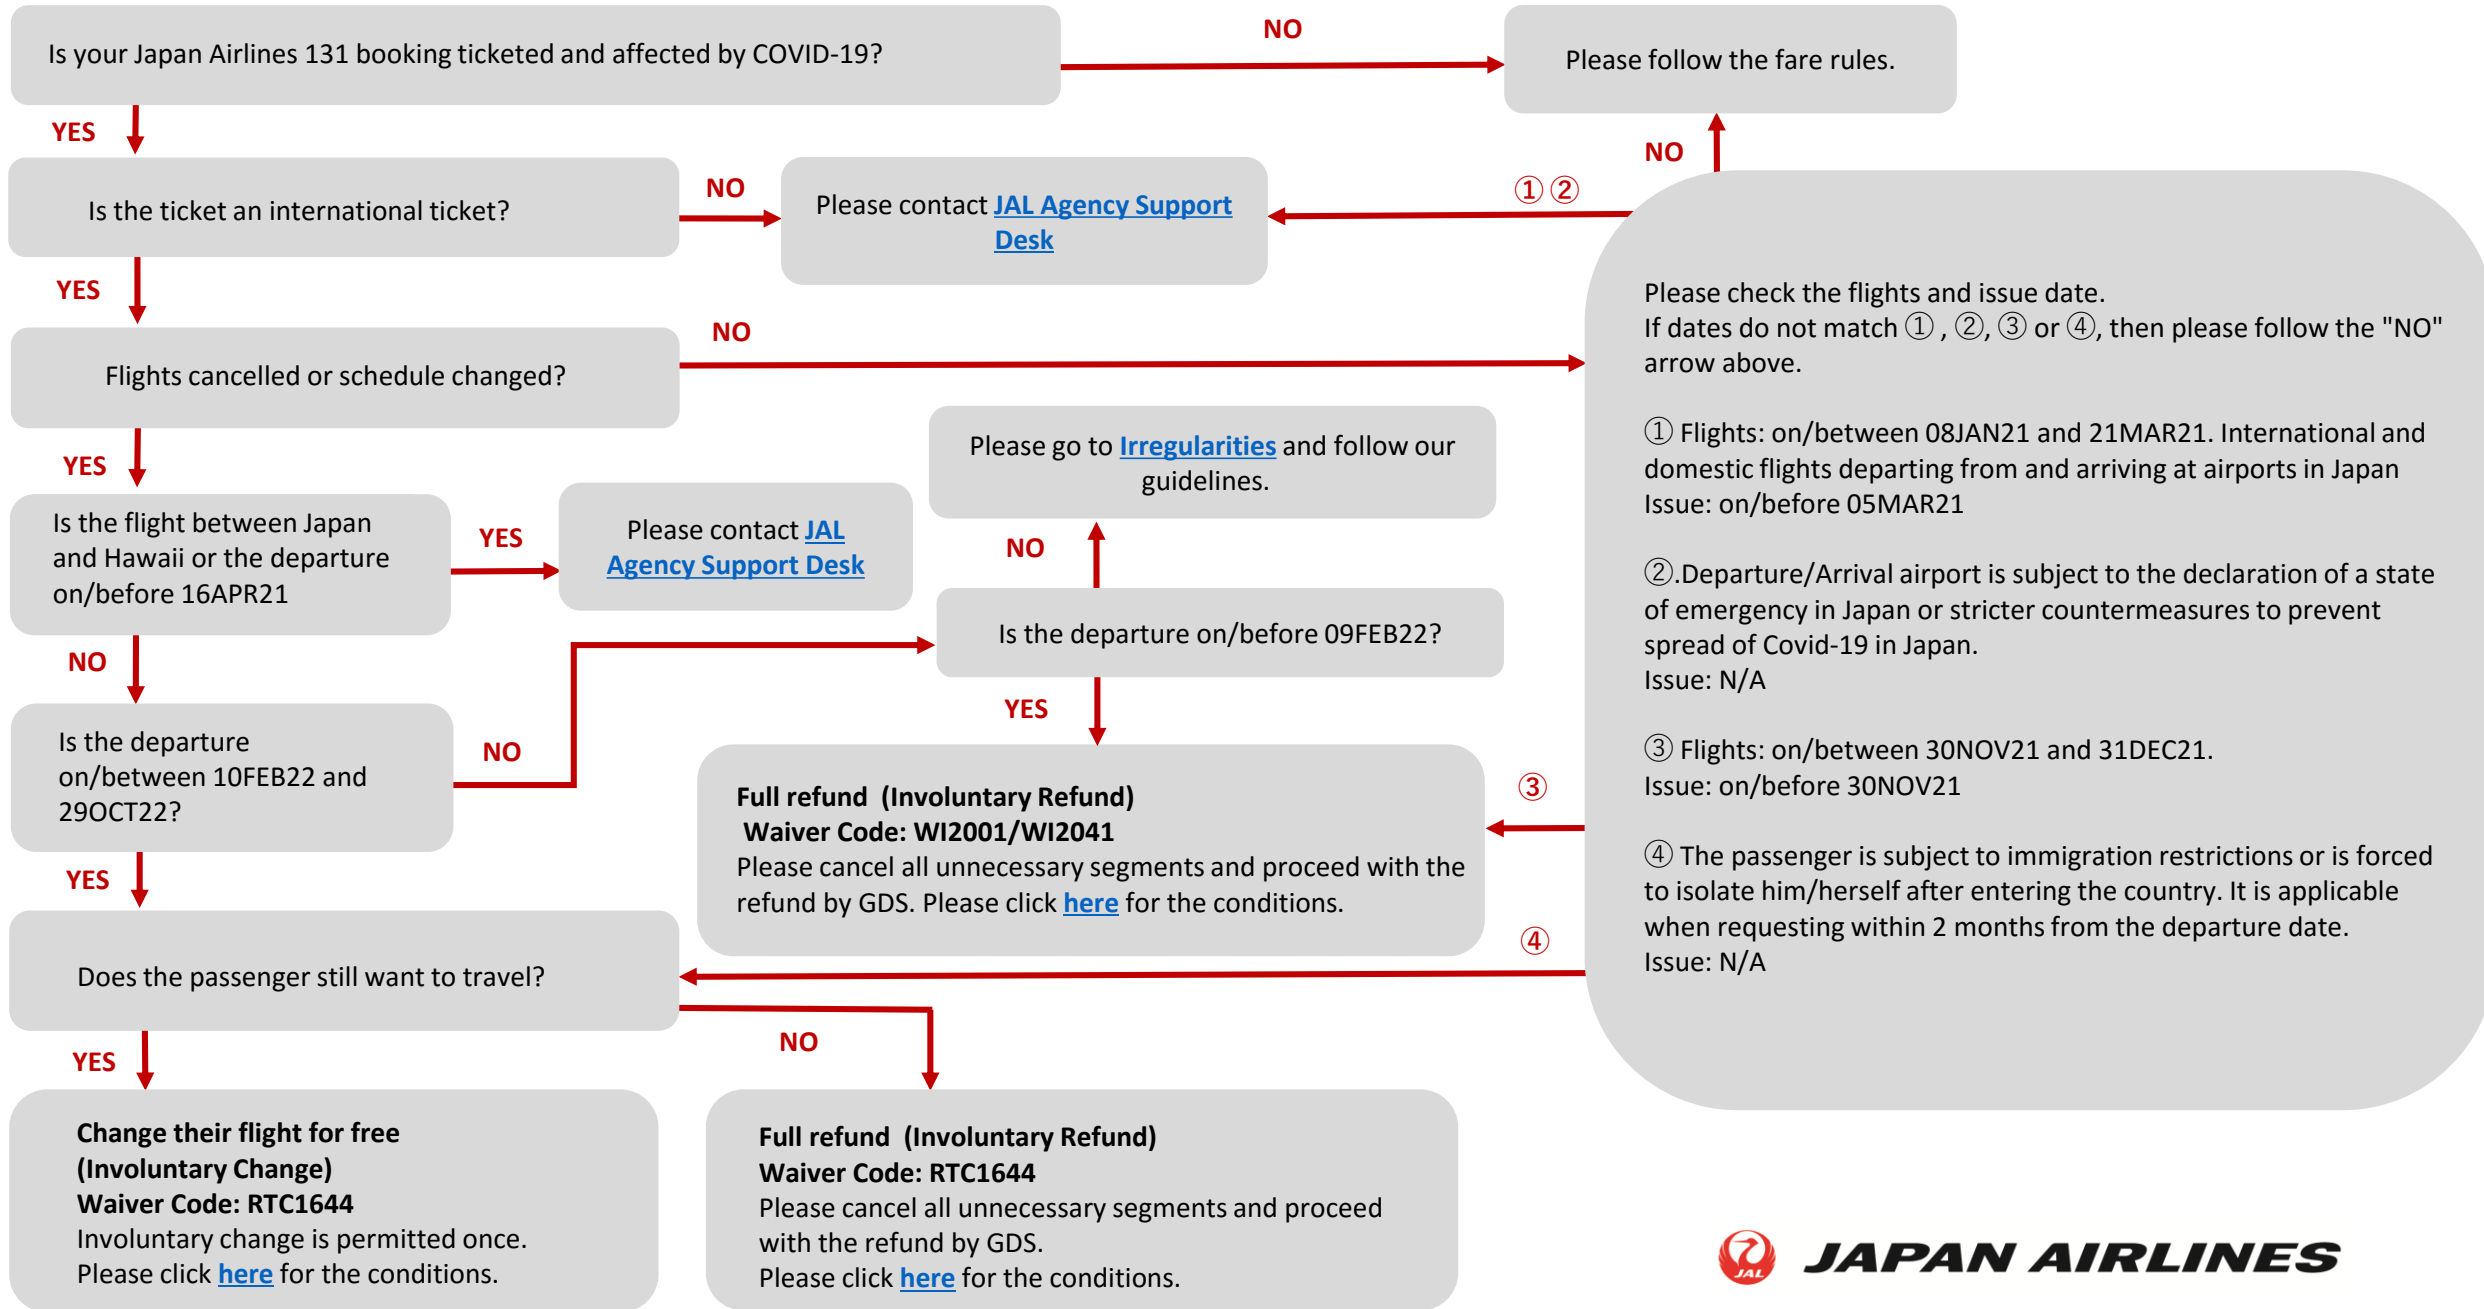 Is your Japan Airlines 131 booking ticketed and affected by COVID-19?
NO
Please follow the fare rules.
YES
NO
Is the ticket an international ticket?
NO
Please contact JAL Agency Support
Desk
① ②
YES
Flights cancelled or schedule changed?
NO
Please check the flights and issue date.
If dates do not match ① , ②, ③ or ④, then please follow the "NO"
arrow above.
① Flights: on/between 08JAN21 and 21MAR21. International and
domestic flights departing from and arriving at airports in Japan
Issue: on/before 05MAR21
②.Departure/Arrival airport is subject to the declaration of a state
of emergency in Japan or stricter countermeasures to prevent
spread of Covid-19 in Japan.
Issue: N/A
③ Flights: on/between 30NOV21 and 31DEC21.
Issue: on/before 30NOV21
④ The passenger is subject to immigration restrictions or is forced
to isolate him/herself after entering the country. It is applicable
when requesting within 2 months from the departure date.
Issue: N/A
YES
Is the flight between Japan
and Hawaii or the departure
on/before 16APR21
YES
Please contact JAL
Agency Support Desk
Please go to Irregularities and follow our
guidelines.
NO
Is the departure on/before 09FEB22?
NO
Is the departure
on/between 10FEB22 and
29OCT22?
NO
YES
Full refund (Involuntary Refund)
Waiver Code: WI2001/WI2041
Please cancel all unnecessary segments and proceed with the
refund by GDS. Please click here for the conditions.
③
④
YES
Does the passenger still want to travel?
YES
NO
Change their flight for free
(Involuntary Change)
Waiver Code: RTC1644
Involuntary change is permitted once.
Please click here for the conditions.
Full refund (Involuntary Refund)
Waiver Code: RTC1644
Please cancel all unnecessary segments and proceed
with the refund by GDS.
Please click here for the conditions.
JAL
JAPAN AIRLINES